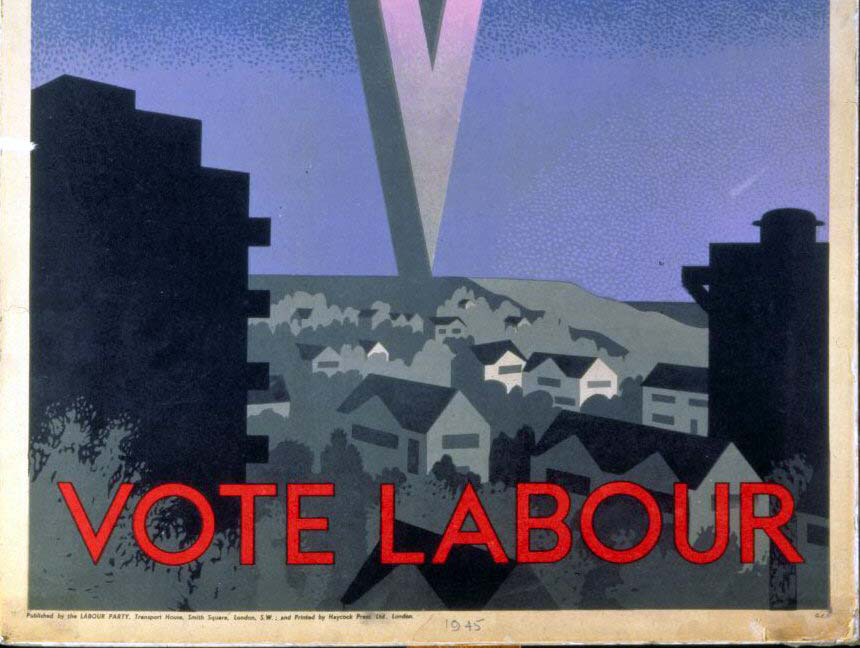 V
VOTE LABOUR
Published by the LABOUR PARTY, Transport House, Smith Square, London, S.W.; and Printed by Haycock Press Ltd. London.
1945